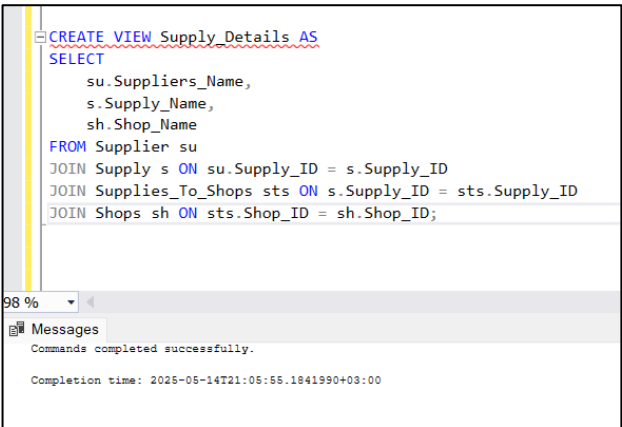 CREATE VIEW Supply_Details AS
SELECT
su.Suppliers_Name,
s.Supply_Name,
sh.Shop_Name
FROM Supplier su
JOIN Supply s ON su.Supply_ID = s.Supply_ID
JOIN Supplies_To_Shops sts ON s.Supply_ID = sts.Supply_ID
JOIN Shops sh ON sts.Shop_ID = sh.Shop_ID;
98 %
Messages
Commands completed successfully.
Completion time: 2025-05-14T21:05:55.1841990+03:00